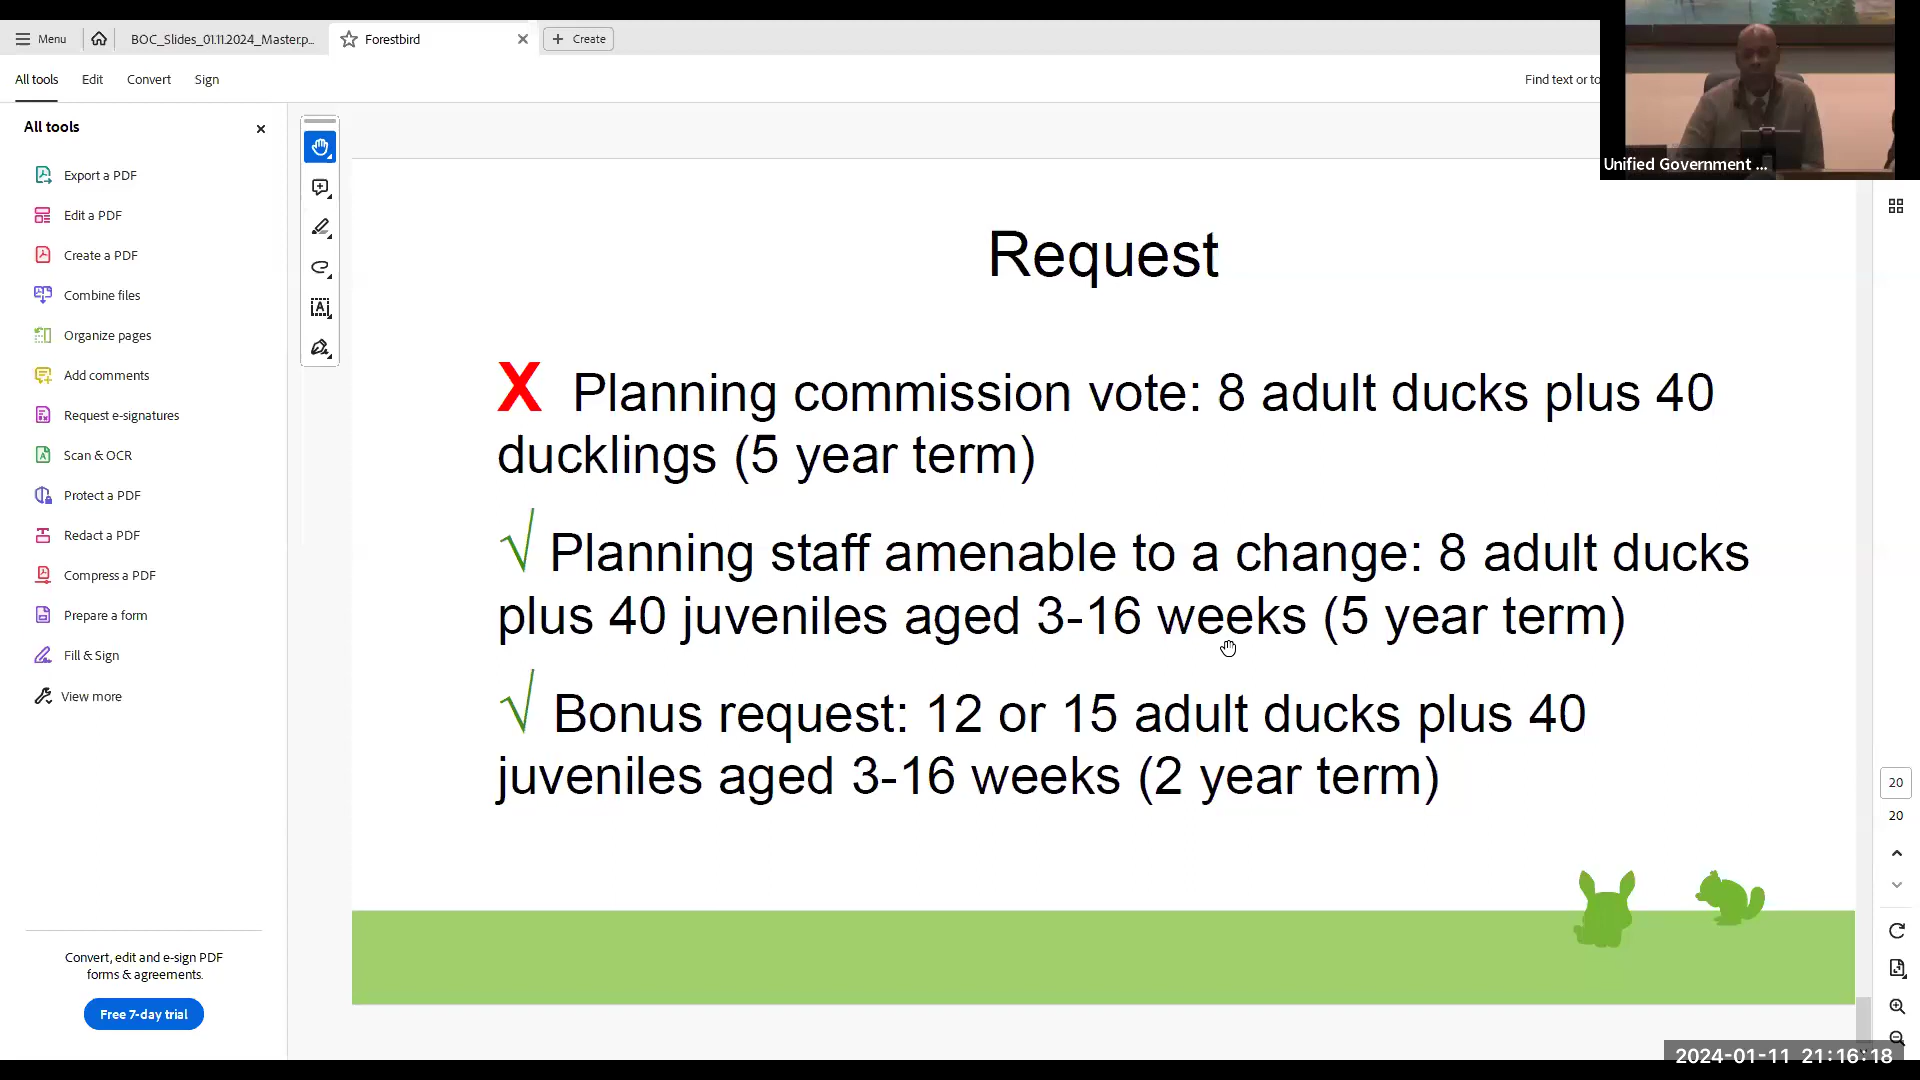 Menu
BOC_Slides_01.11.2024_Master.p...
Forestbird
Create
All tools
Edit
Convert
Sign
Find text or to
All tools
Export a PDF
Edit a PDF
Create a PDF
Combine files
Organize pages
Add comments
Request e-signatures
Scan & OCR
Protect a PDF
Redact a PDF
Compress a PDF
Prepare a form
Fill & Sign
View more
Convert, edit and e-sign PDF
forms & agreements.
Free 7-day trial
Unified Government ...
Request
X Planning commission vote: 8 adult ducks plus 40
ducklings (5 year term)
√ Planning staff amenable to a change: 8 adult ducks
plus 40 juveniles aged 3-16 weeks (5 year term)
√ Bonus request: 12 or 15 adult ducks plus 40
juveniles aged 3-16 weeks (2 year term)
20
20
2024-01-11 21:16:18